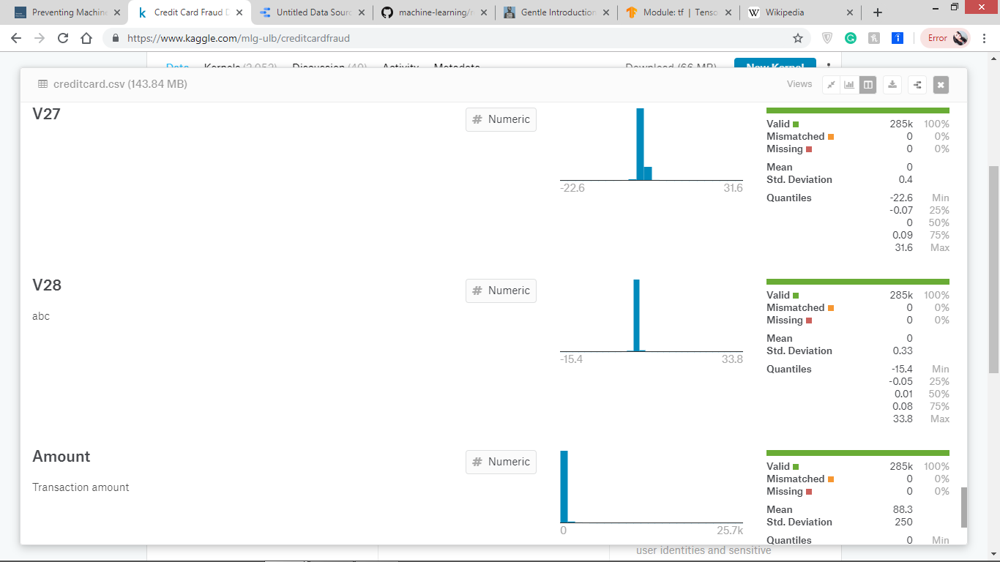 Preventing Machine
Credit Card Fraud D
Untitled Data Sourc
machine-learning/r
Gentle Introduction
Module: tf | Tenso
Wikipedia
https://www.kaggle.com/mlg-ulb/creditcardfraud
Error
Data Kernels (2,052) Discussion (40) Activity Metadata Download (66 MB) New Kernel
creditcard.csv (143.84 MB)
Views
V27
# Numeric
-22.6 31.6
Valid 285k 100%
Mismatched 0 0%
Missing 0 0%
Mean 0
Std. Deviation 0.4
Quantiles -22.6 Min
-0.07 25%
0 50%
0.09 75%
31.6 Max
V28
abc
# Numeric
-15.4 33.8
Valid 285k 100%
Mismatched 0 0%
Missing 0 0%
Mean 0
Std. Deviation 0.33
Quantiles -15.4 Min
-0.05 25%
0.01 50%
0.08 75%
33.8 Max
Amount
Transaction amount
# Numeric
0 25.7k
Valid 285k 100%
Mismatched 0 0%
Missing 0 0%
Mean 88.3
Std. Deviation 250
Quantiles 0 Min
user identities and sensitive